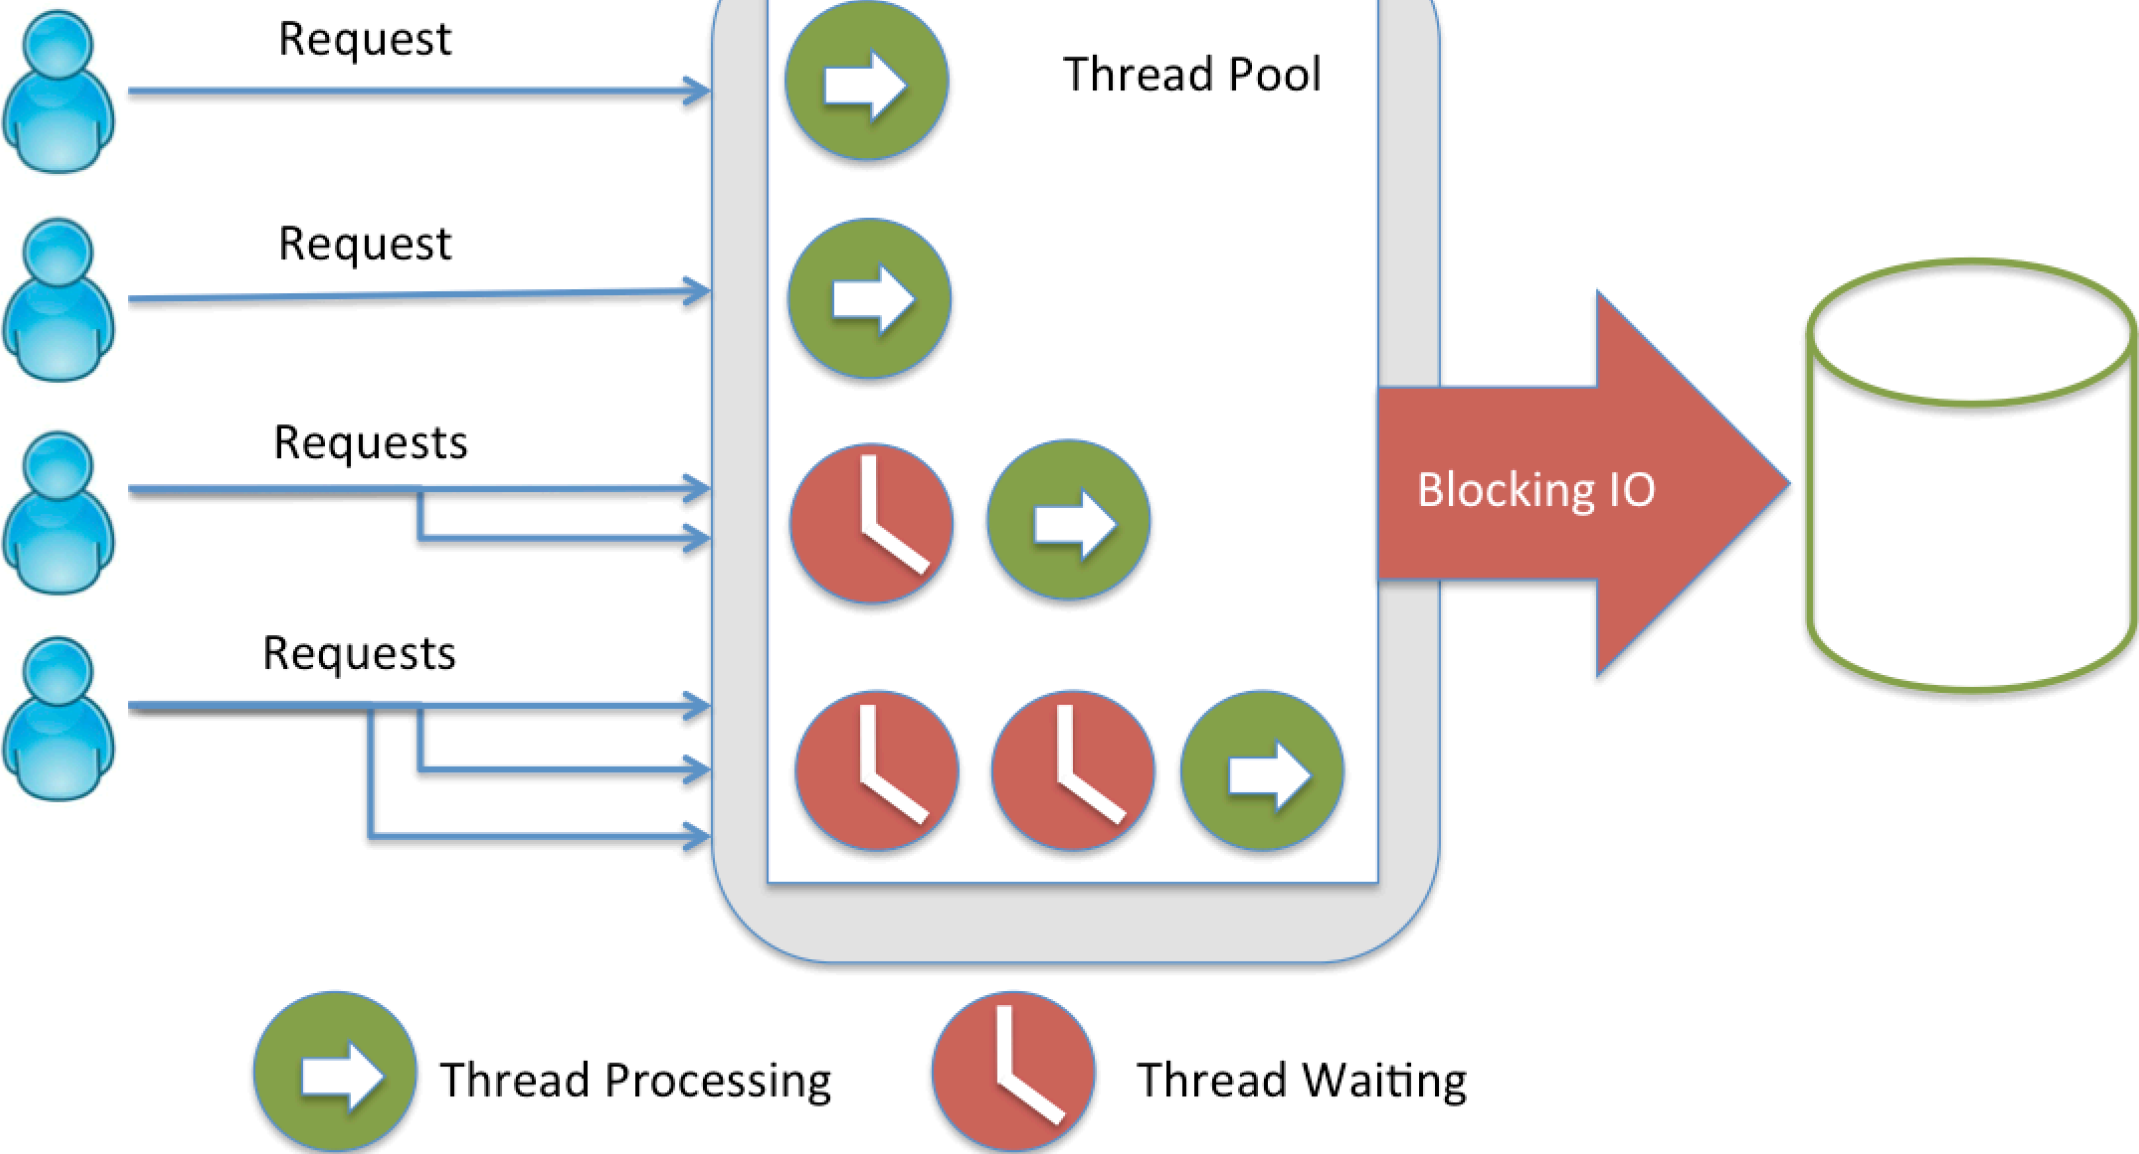 Request
Thread Pool
Request
Requests
Blocking IO
Requests
Thread Processing
Thread Waiting